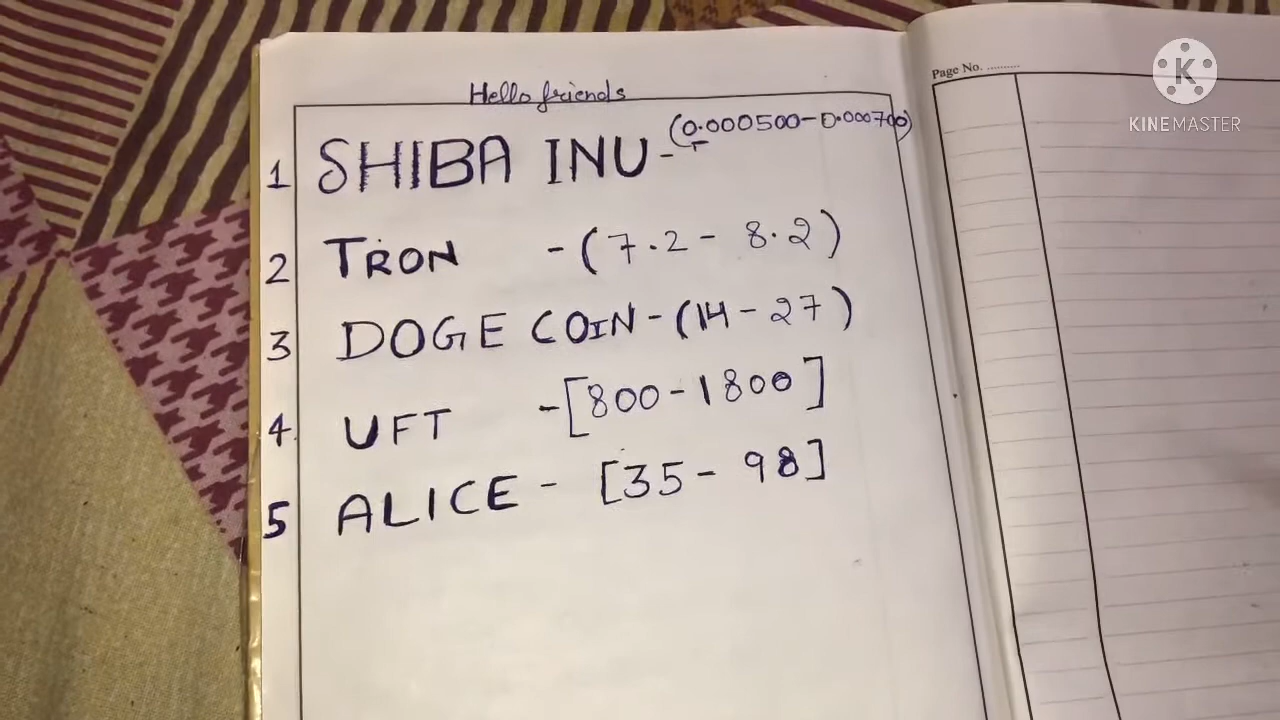 Hello friends
Page No. ..........
K
KINEMASTER
1 SHIBA INU - (0.000500-0.000700)
2 TRON - (7.2 - 8.2)
3 DOGE COIN - (14 - 27)
4. UFT - [800 - 1800]
5 ALICE - [35 - 98]